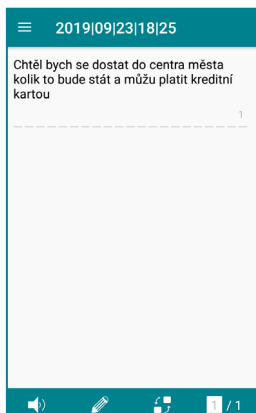 2019|09|23|18|25
Chtěl bych se dostat do centra města
kolik to bude stát a můžu platit kreditní
kartou
1
1 / 1